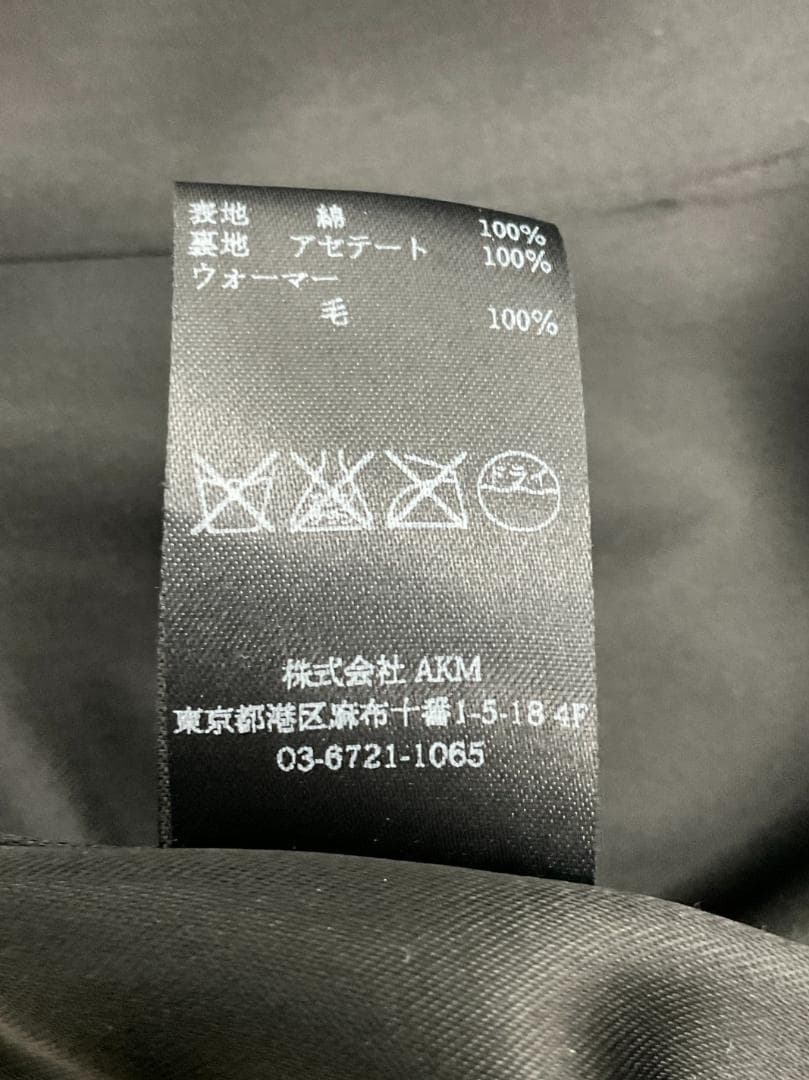 表地 綿 100%
裏地 アセテート 100%
ウォーマー
毛 100%
ドライ
株式会社 AKM
東京都港区麻布十番1-5-18 4F
03-6721-1065